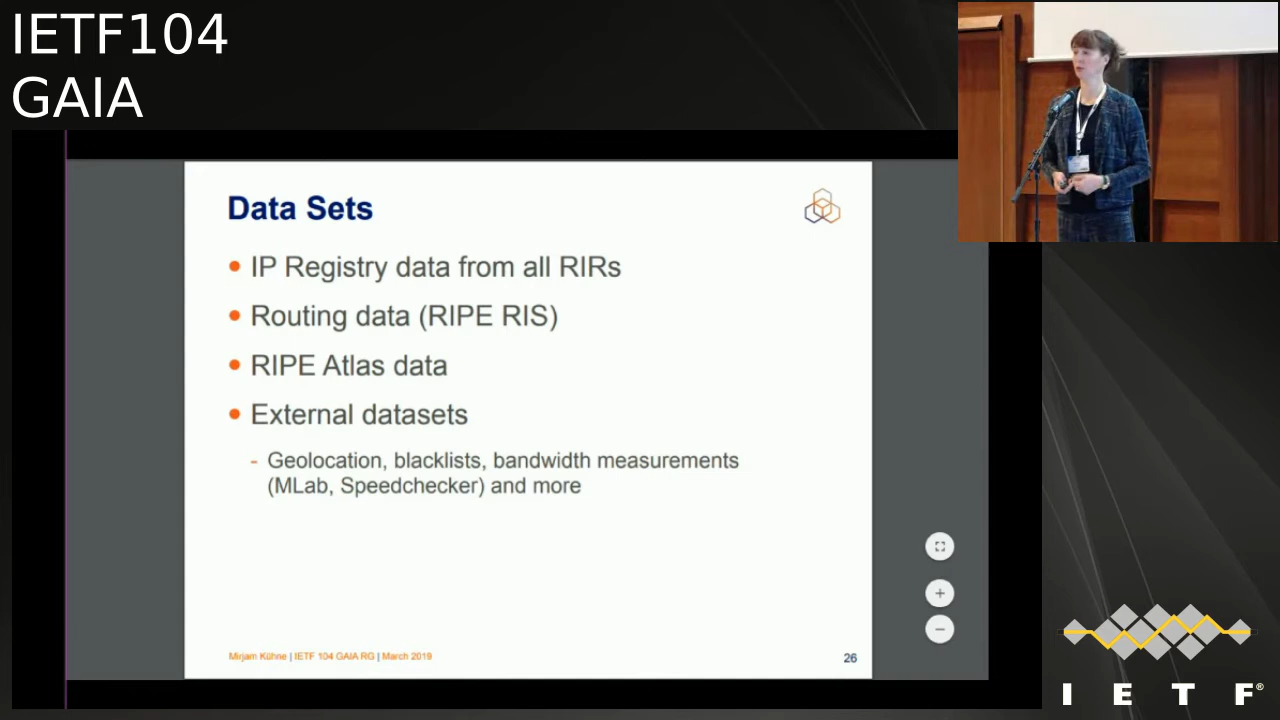 IETF104
GAIA
Data Sets
• IP Registry data from all RIRs
• Routing data (RIPE RIS)
• RIPE Atlas data
• External datasets
- Geolocation, blacklists, bandwidth measurements
(MLab, Speedchecker) and more
Mirjam Kühne | IETF 104 GAIA RG | March 2019
26
I E T F®